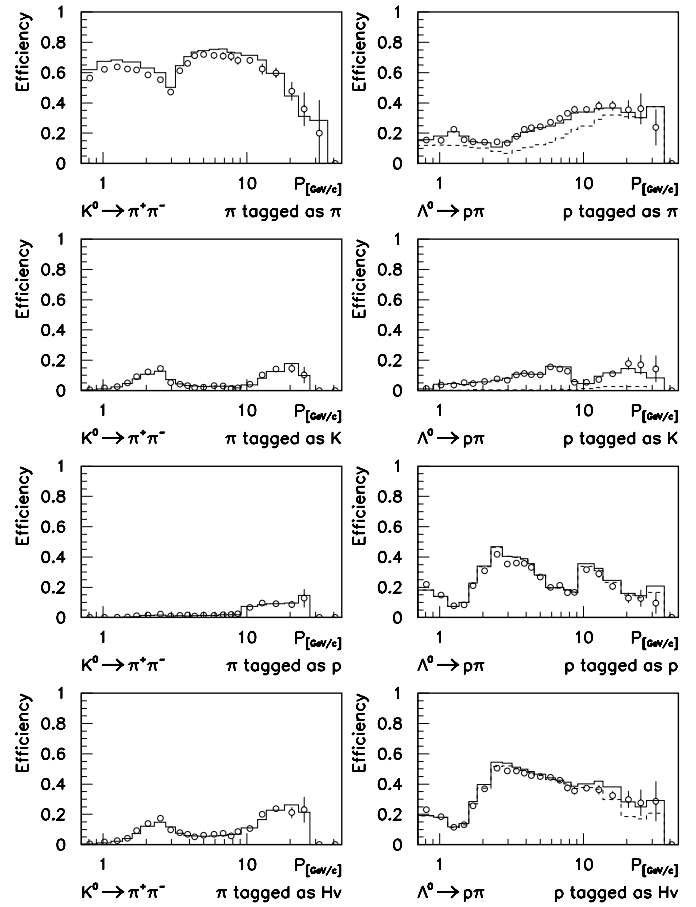 Efficiency
1
0.8
0.6
0.4
0.2
0
1 10 P[GeV/c]
K⁰ → π⁺π⁻ π tagged as π
Efficiency
1
0.8
0.6
0.4
0.2
0
1 10 P[GeV/c]
Λ⁰ → pπ p tagged as π
Efficiency
1
0.8
0.6
0.4
0.2
0
1 10 P[GeV/c]
K⁰ → π⁺π⁻ π tagged as K
Efficiency
1
0.8
0.6
0.4
0.2
0
1 10 P[GeV/c]
Λ⁰ → pπ p tagged as K
Efficiency
1
0.8
0.6
0.4
0.2
0
1 10 P[GeV/c]
K⁰ → π⁺π⁻ π tagged as p
Efficiency
1
0.8
0.6
0.4
0.2
0
1 10 P[GeV/c]
Λ⁰ → pπ p tagged as p
Efficiency
1
0.8
0.6
0.4
0.2
0
1 10 P[GeV/c]
K⁰ → π⁺π⁻ π tagged as Hv
Efficiency
1
0.8
0.6
0.4
0.2
0
1 10 P[GeV/c]
Λ⁰ → pπ p tagged as Hv